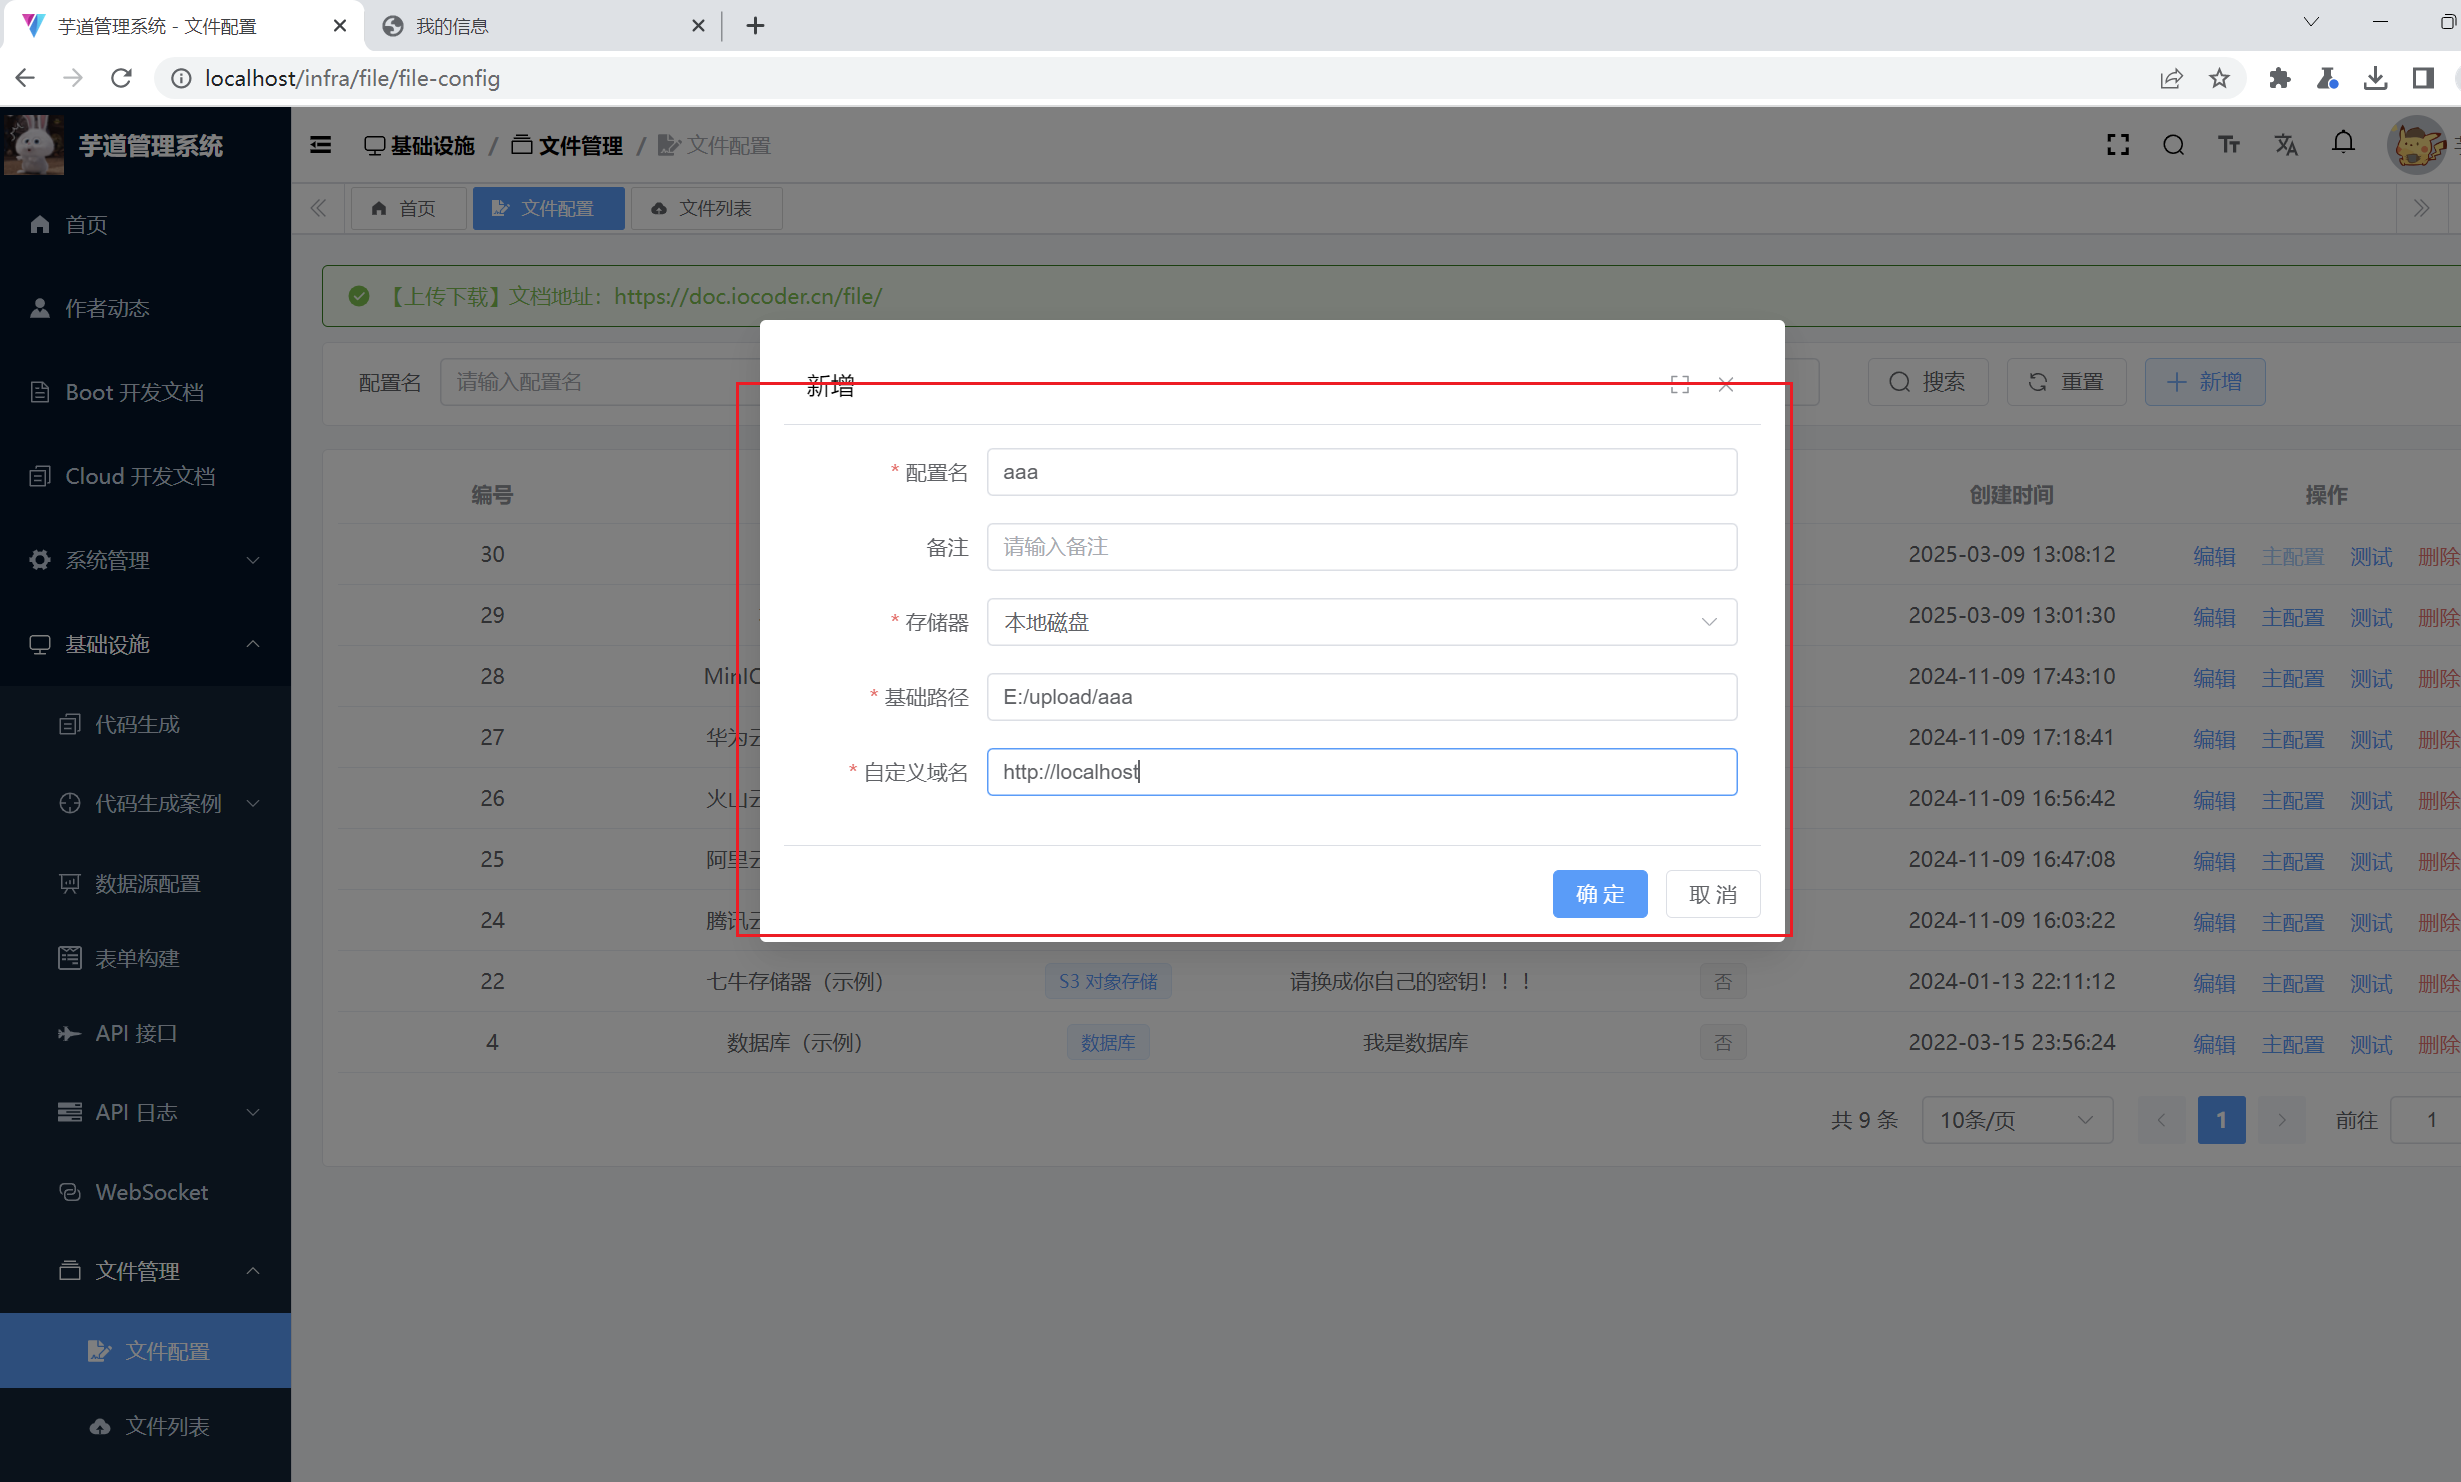 芋道管理系统 - 文件配置
我的信息
localhost/infra/file/file-config
芋道管理系统
基础设施 / 文件管理 / 文件配置
首页 文件配置 文件列表
首页
作者动态
Boot 开发文档
Cloud 开发文档
系统管理
基础设施
代码生成
代码生成案例
数据源配置
表单构建
API 接口
API 日志
WebSocket
文件管理
文件配置
文件列表
【上传下载】文档地址：https://doc.iocoder.cn/file/
配置名 请输入配置名 搜索 重置 新增
新增
* 配置名 aaa
备注 请输入备注
* 存储器 本地磁盘
* 基础路径 E:/upload/aaa
* 自定义域名 http://localhost
确定 取消
编号 创建时间 操作
30 2025-03-09 13:08:12 编辑 主配置 测试 删除
29 2025-03-09 13:01:30 编辑 主配置 测试 删除
28 MinIO 2024-11-09 17:43:10 编辑 主配置 测试 删除
27 华为云 2024-11-09 17:18:41 编辑 主配置 测试 删除
26 火山云 2024-11-09 16:56:42 编辑 主配置 测试 删除
25 阿里云 2024-11-09 16:47:08 编辑 主配置 测试 删除
24 腾讯云 2024-11-09 16:03:22 编辑 主配置 测试 删除
22 七牛存储器（示例） S3 对象存储 请换成你自己的密钥！！！ 否 2024-01-13 22:11:12 编辑 主配置 测试 删除
4 数据库（示例） 数据库 我是数据库 否 2022-03-15 23:56:24 编辑 主配置 测试 删除
共 9 条 10条/页 1 前往 1